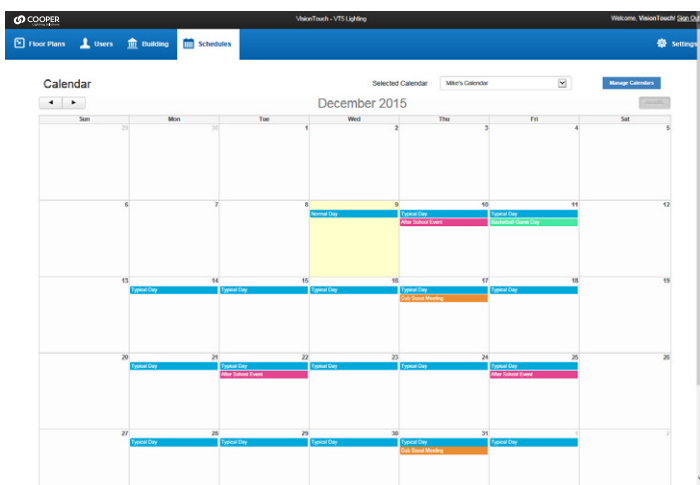 COOPER
Lighting Solutions
VisionTouch - VT5 Lighting
Welcome, VisionTouch! Sign Out
Floor Plans Users Building Schedules Settings
Calendar
Selected Calendar Mike's Calendar Manage Calendars
December 2015
month
Sun Mon Tue Wed Thu Fri Sat
29 30 1 2 3 4 5
6 7 8 9 10 11 12
Normal Day Typical Day Typical Day
After School Event Basketball Game Day
13 14 15 16 17 18 19
Typical Day Typical Day Typical Day Typical Day Typical Day
Cub Scout Meeting
20 21 22 23 24 25 26
Typical Day Typical Day Typical Day Typical Day Typical Day
After School Event After School Event
27 28 29 30 31 1 2
Typical Day Typical Day Typical Day Typical Day Typical Day
Cub Scout Meeting